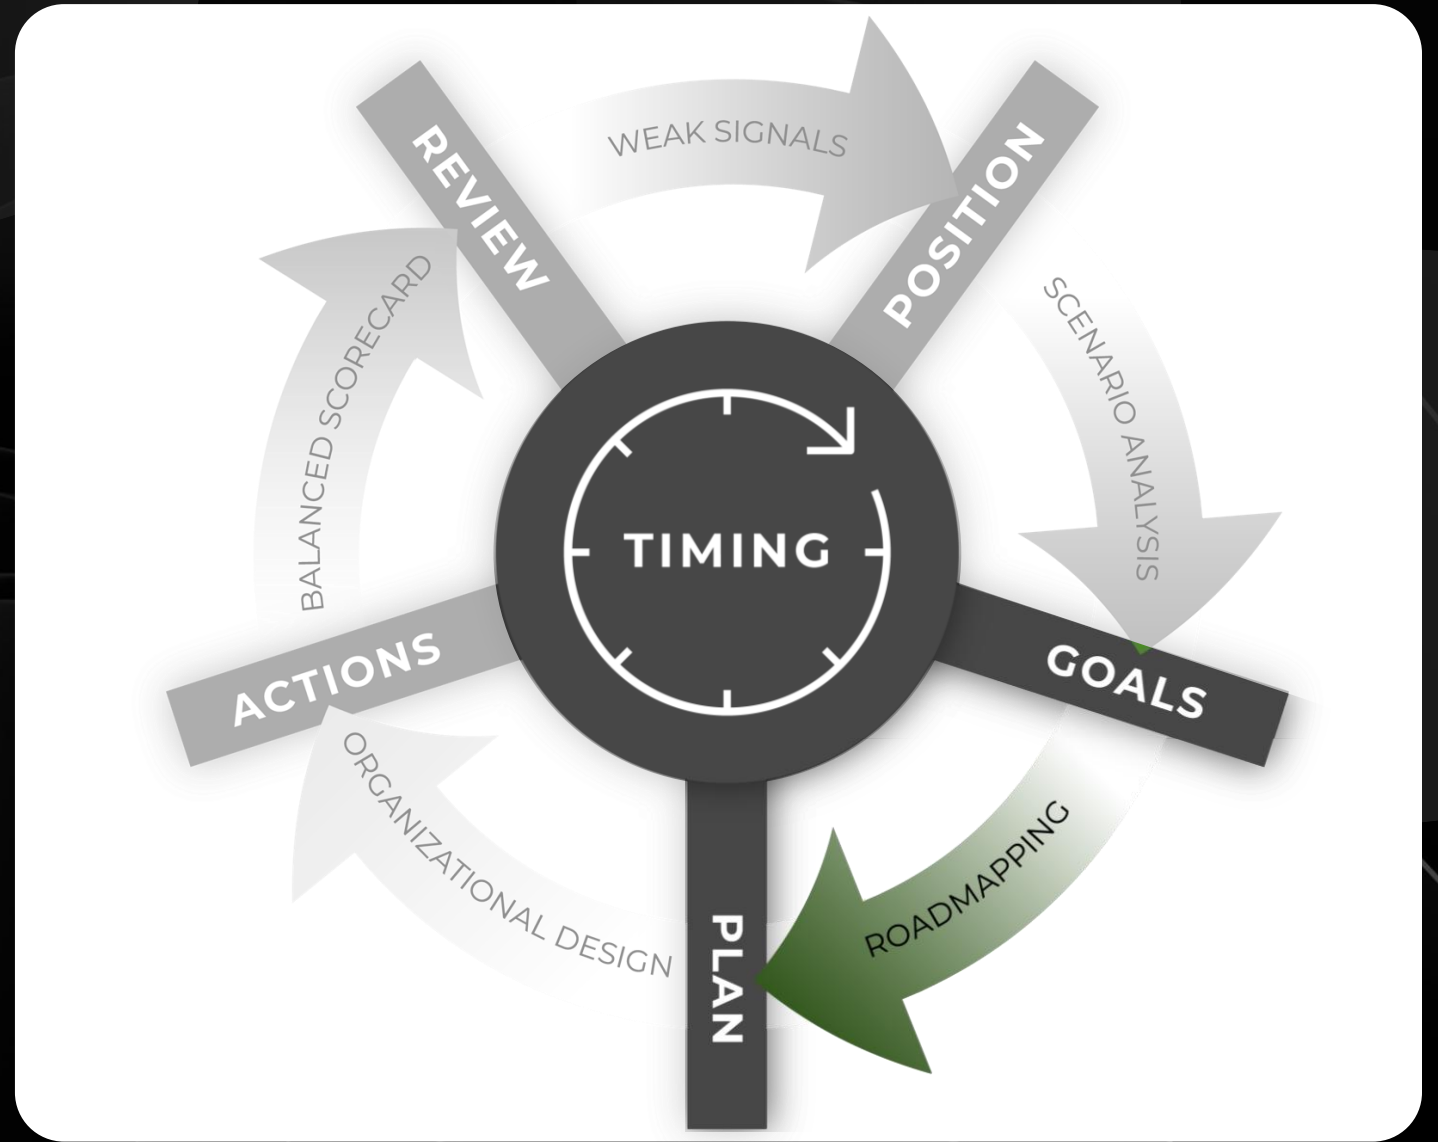 WEAK SIGNALS
REVIEW
POSITION
BALANCED SCORECARD
SCENARIO ANALYSIS
TIMING
ACTIONS
GOALS
ORGANIZATIONAL DESIGN
ROADMAPPING
PLAN